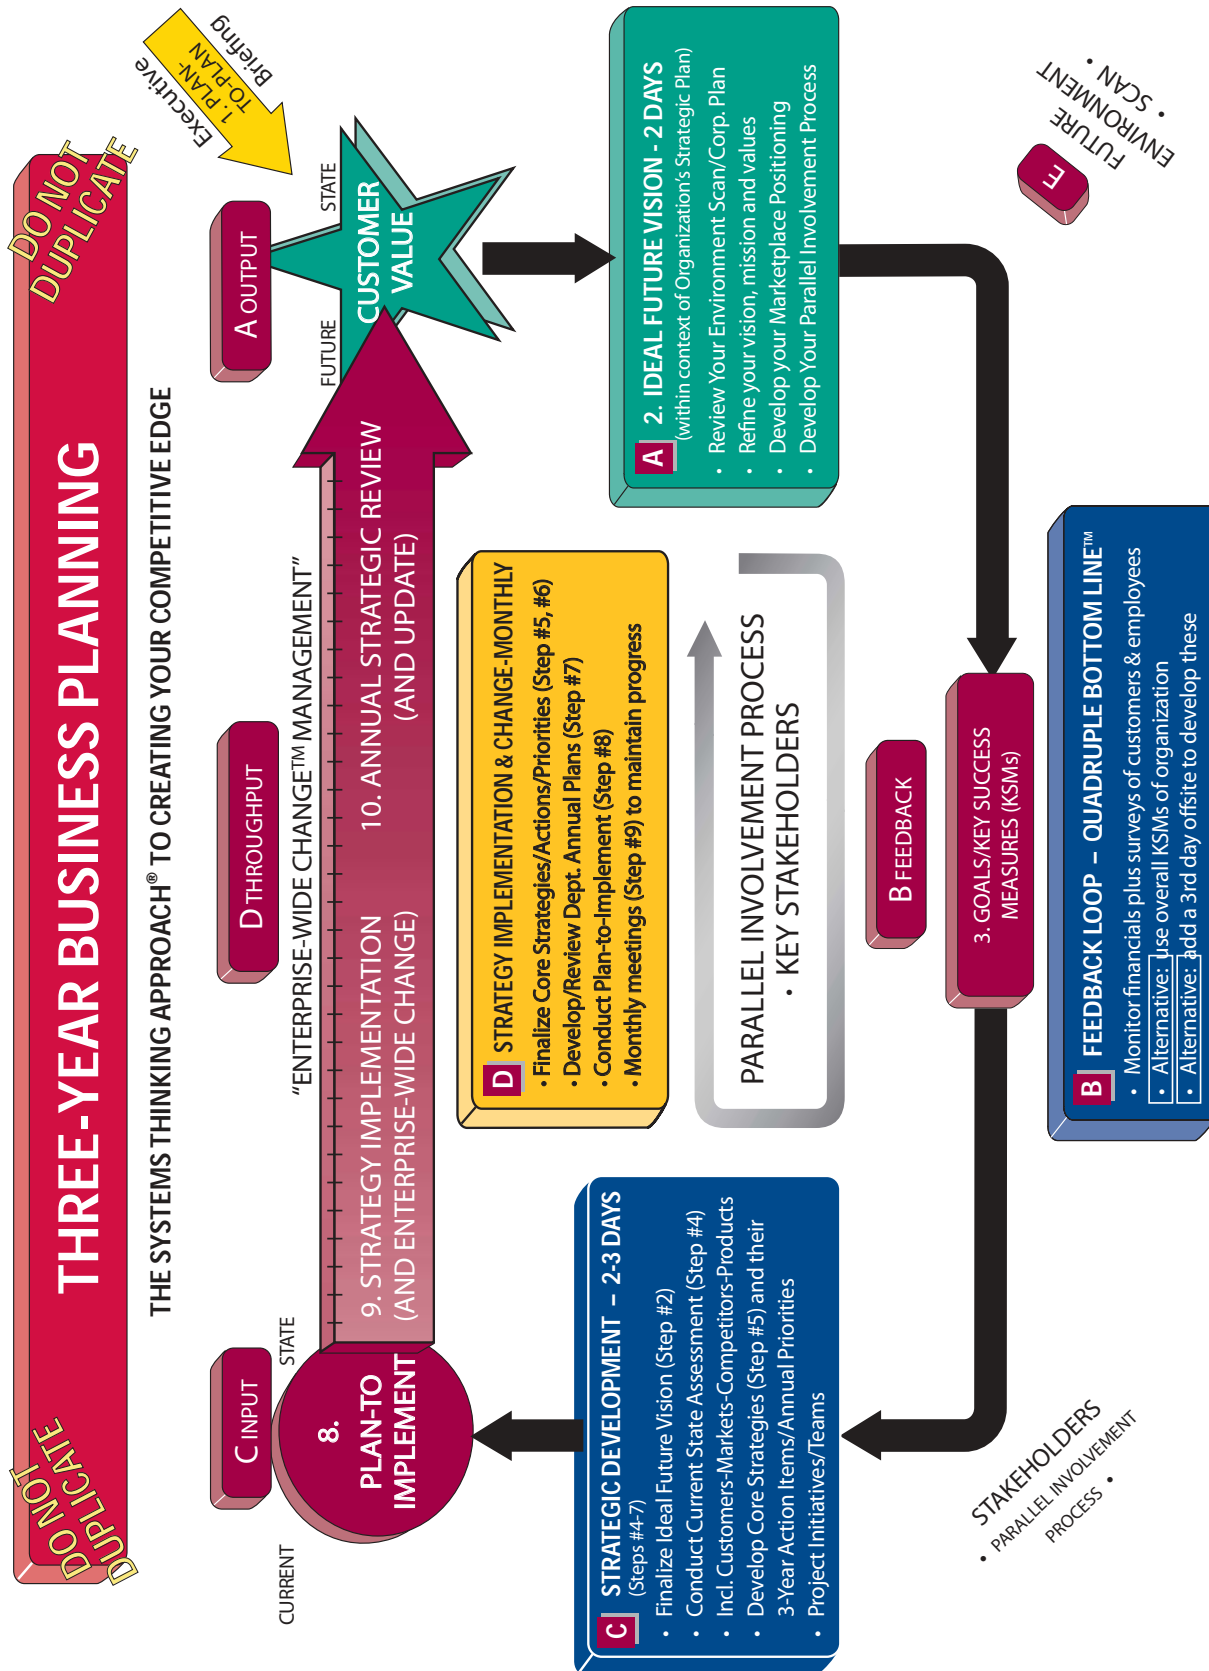 DO NOT
DUPLICATE
THREE-YEAR BUSINESS PLANNING
DO NOT
DUPLICATE
THE SYSTEMS THINKING APPROACH® TO CREATING YOUR COMPETITIVE EDGE
Executive
1. PLAN-
TO-PLAN
Briefing
C INPUT
D THROUGHPUT
A OUTPUT
CURRENT
STATE
"ENTERPRISE-WIDE CHANGE™ MANAGEMENT"
FUTURE
STATE
8.
PLAN-TO
IMPLEMENT
9. STRATEGY IMPLEMENTATION
(AND ENTERPRISE-WIDE CHANGE)
10. ANNUAL STRATEGIC REVIEW
(AND UPDATE)
CUSTOMER
VALUE
D STRATEGY IMPLEMENTATION & CHANGE-MONTHLY
• Finalize Core Strategies/Actions/Priorities (Step #5, #6)
• Develop/Review Dept. Annual Plans (Step #7)
• Conduct Plan-to-Implement (Step #8)
• Monthly meetings (Step #9) to maintain progress
C STRATEGIC DEVELOPMENT – 2-3 DAYS
(Steps #4-7)
• Finalize Ideal Future Vision (Step #2)
• Conduct Current State Assessment (Step #4)
• Incl. Customers-Markets-Competitors-Products
• Develop Core Strategies (Step #5) and their
3-Year Action Items/Annual Priorities
• Project Initiatives/Teams
A 2. IDEAL FUTURE VISION - 2 DAYS
(within context of Organization's Strategic Plan)
• Review Your Environment Scan/Corp. Plan
• Refine your vision, mission and values
• Develop your Marketplace Positioning
• Develop Your Parallel Involvement Process
PARALLEL INVOLVEMENT PROCESS
• KEY STAKEHOLDERS
B FEEDBACK
3. GOALS/KEY SUCCESS
MEASURES (KSMs)
STAKEHOLDERS
• PARALLEL INVOLVEMENT
PROCESS •
E
FUTURE
ENVIRONMENT
• SCAN •
B FEEDBACK LOOP – QUADRUPLE BOTTOM LINE™
• Monitor financials plus surveys of customers & employees
• Alternative: use overall KSMs of organization
• Alternative: add a 3rd day offsite to develop these